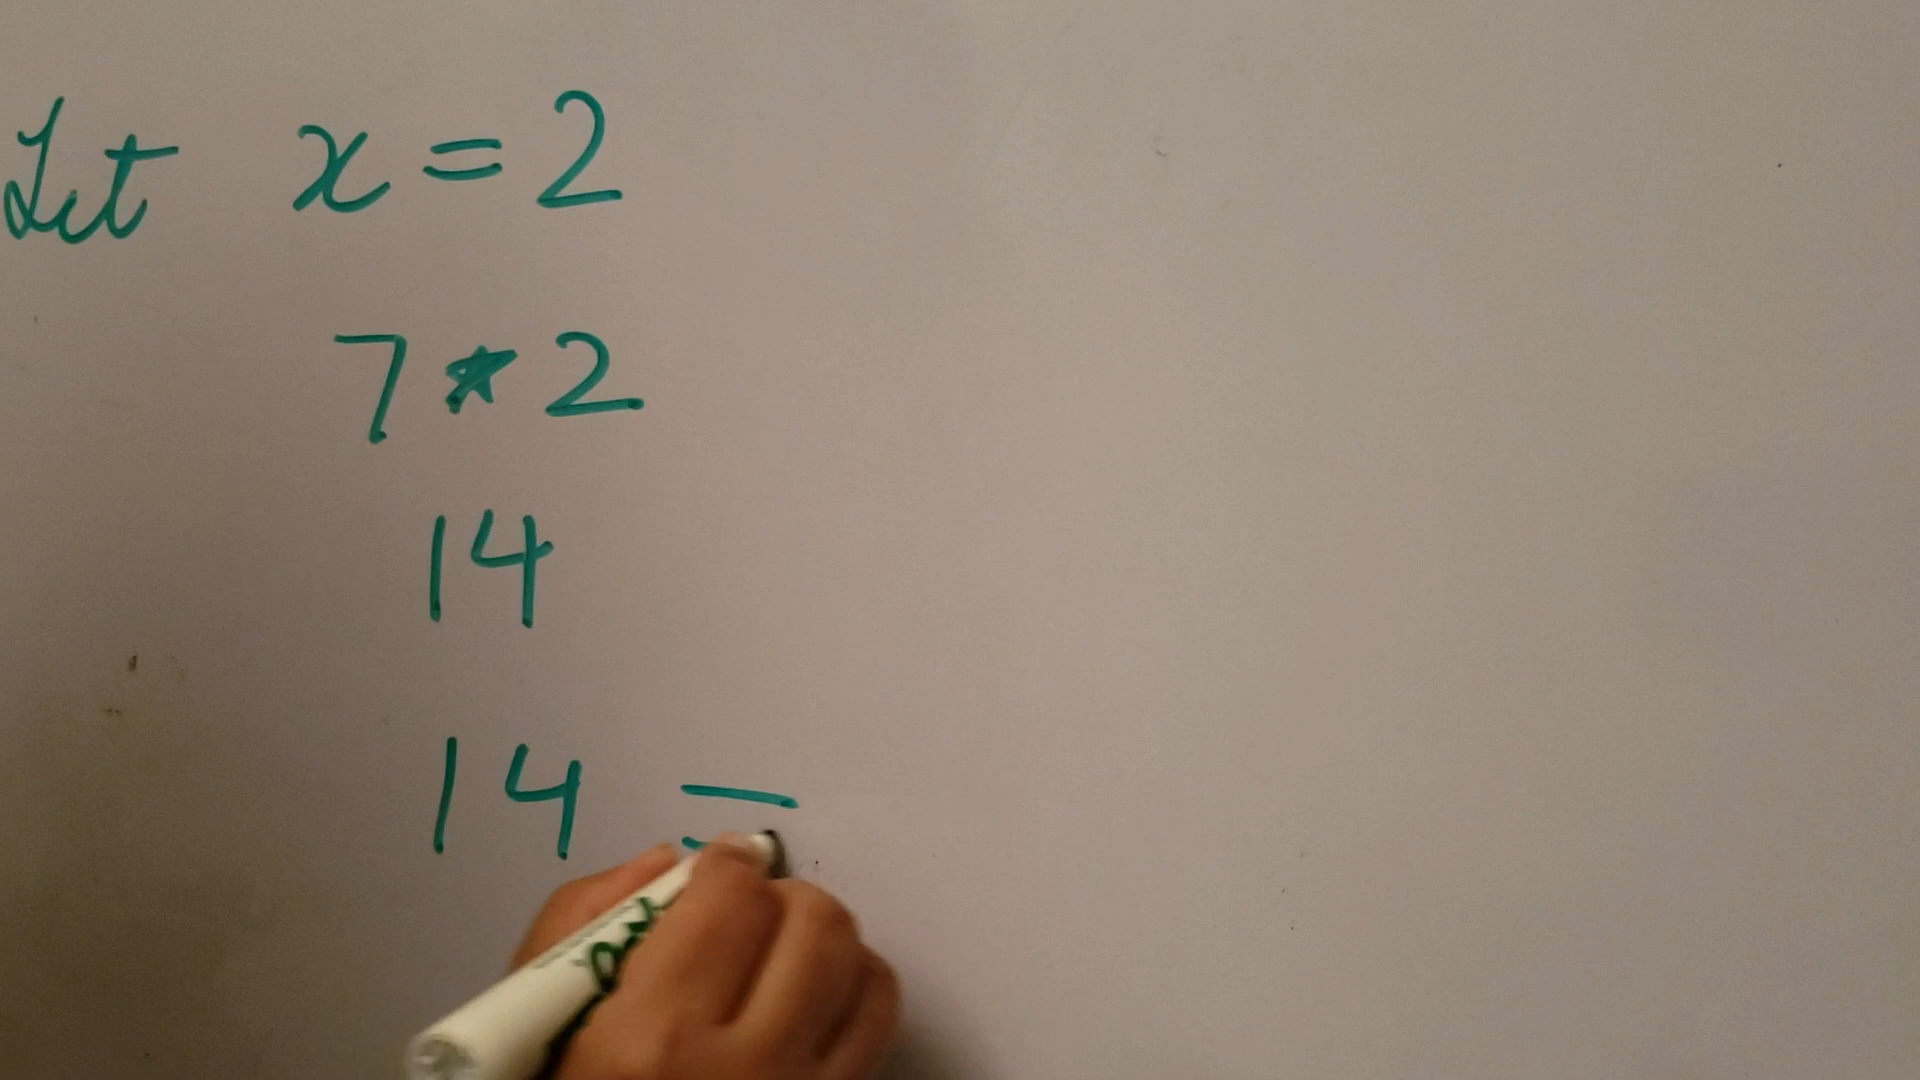 Let x = 2
7 * 2
14
14 =